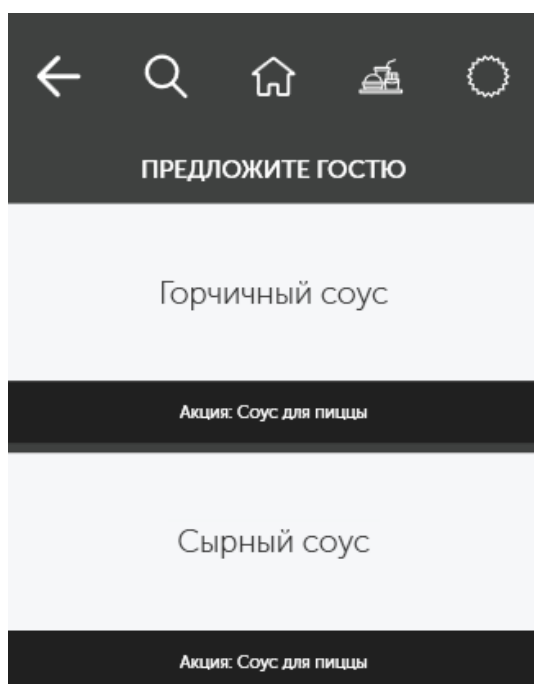 ПРЕДЛОЖИТЕ ГОСТЮ
Горчичный соус
Акция: Соус для пиццы
Сырный соус
Акция: Соус для пиццы